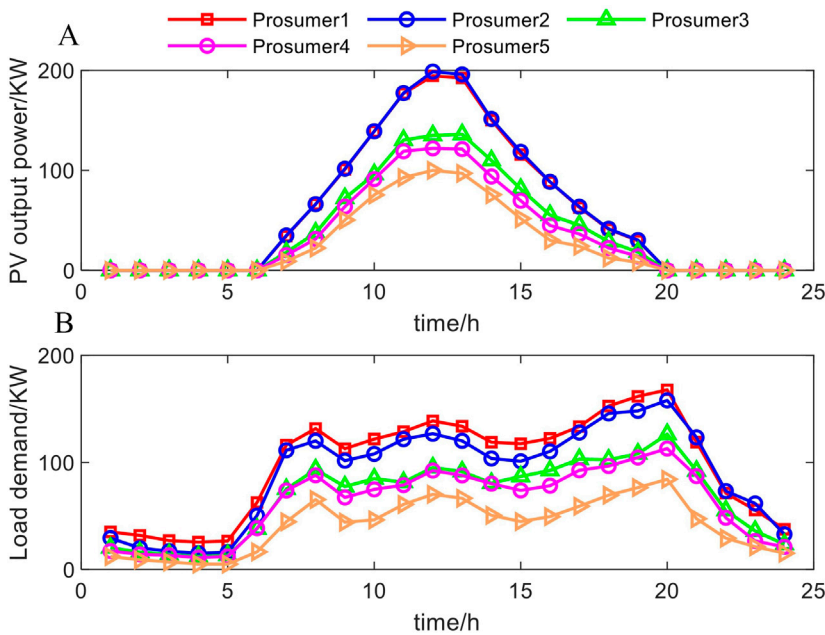 A
Prosumer1 Prosumer2 Prosumer3
Prosumer4 Prosumer5
PV output power/KW
200
100
0
0 5 10 15 20 25
time/h
B
Load demand/KW
200
100
0
0 5 10 15 20 25
time/h